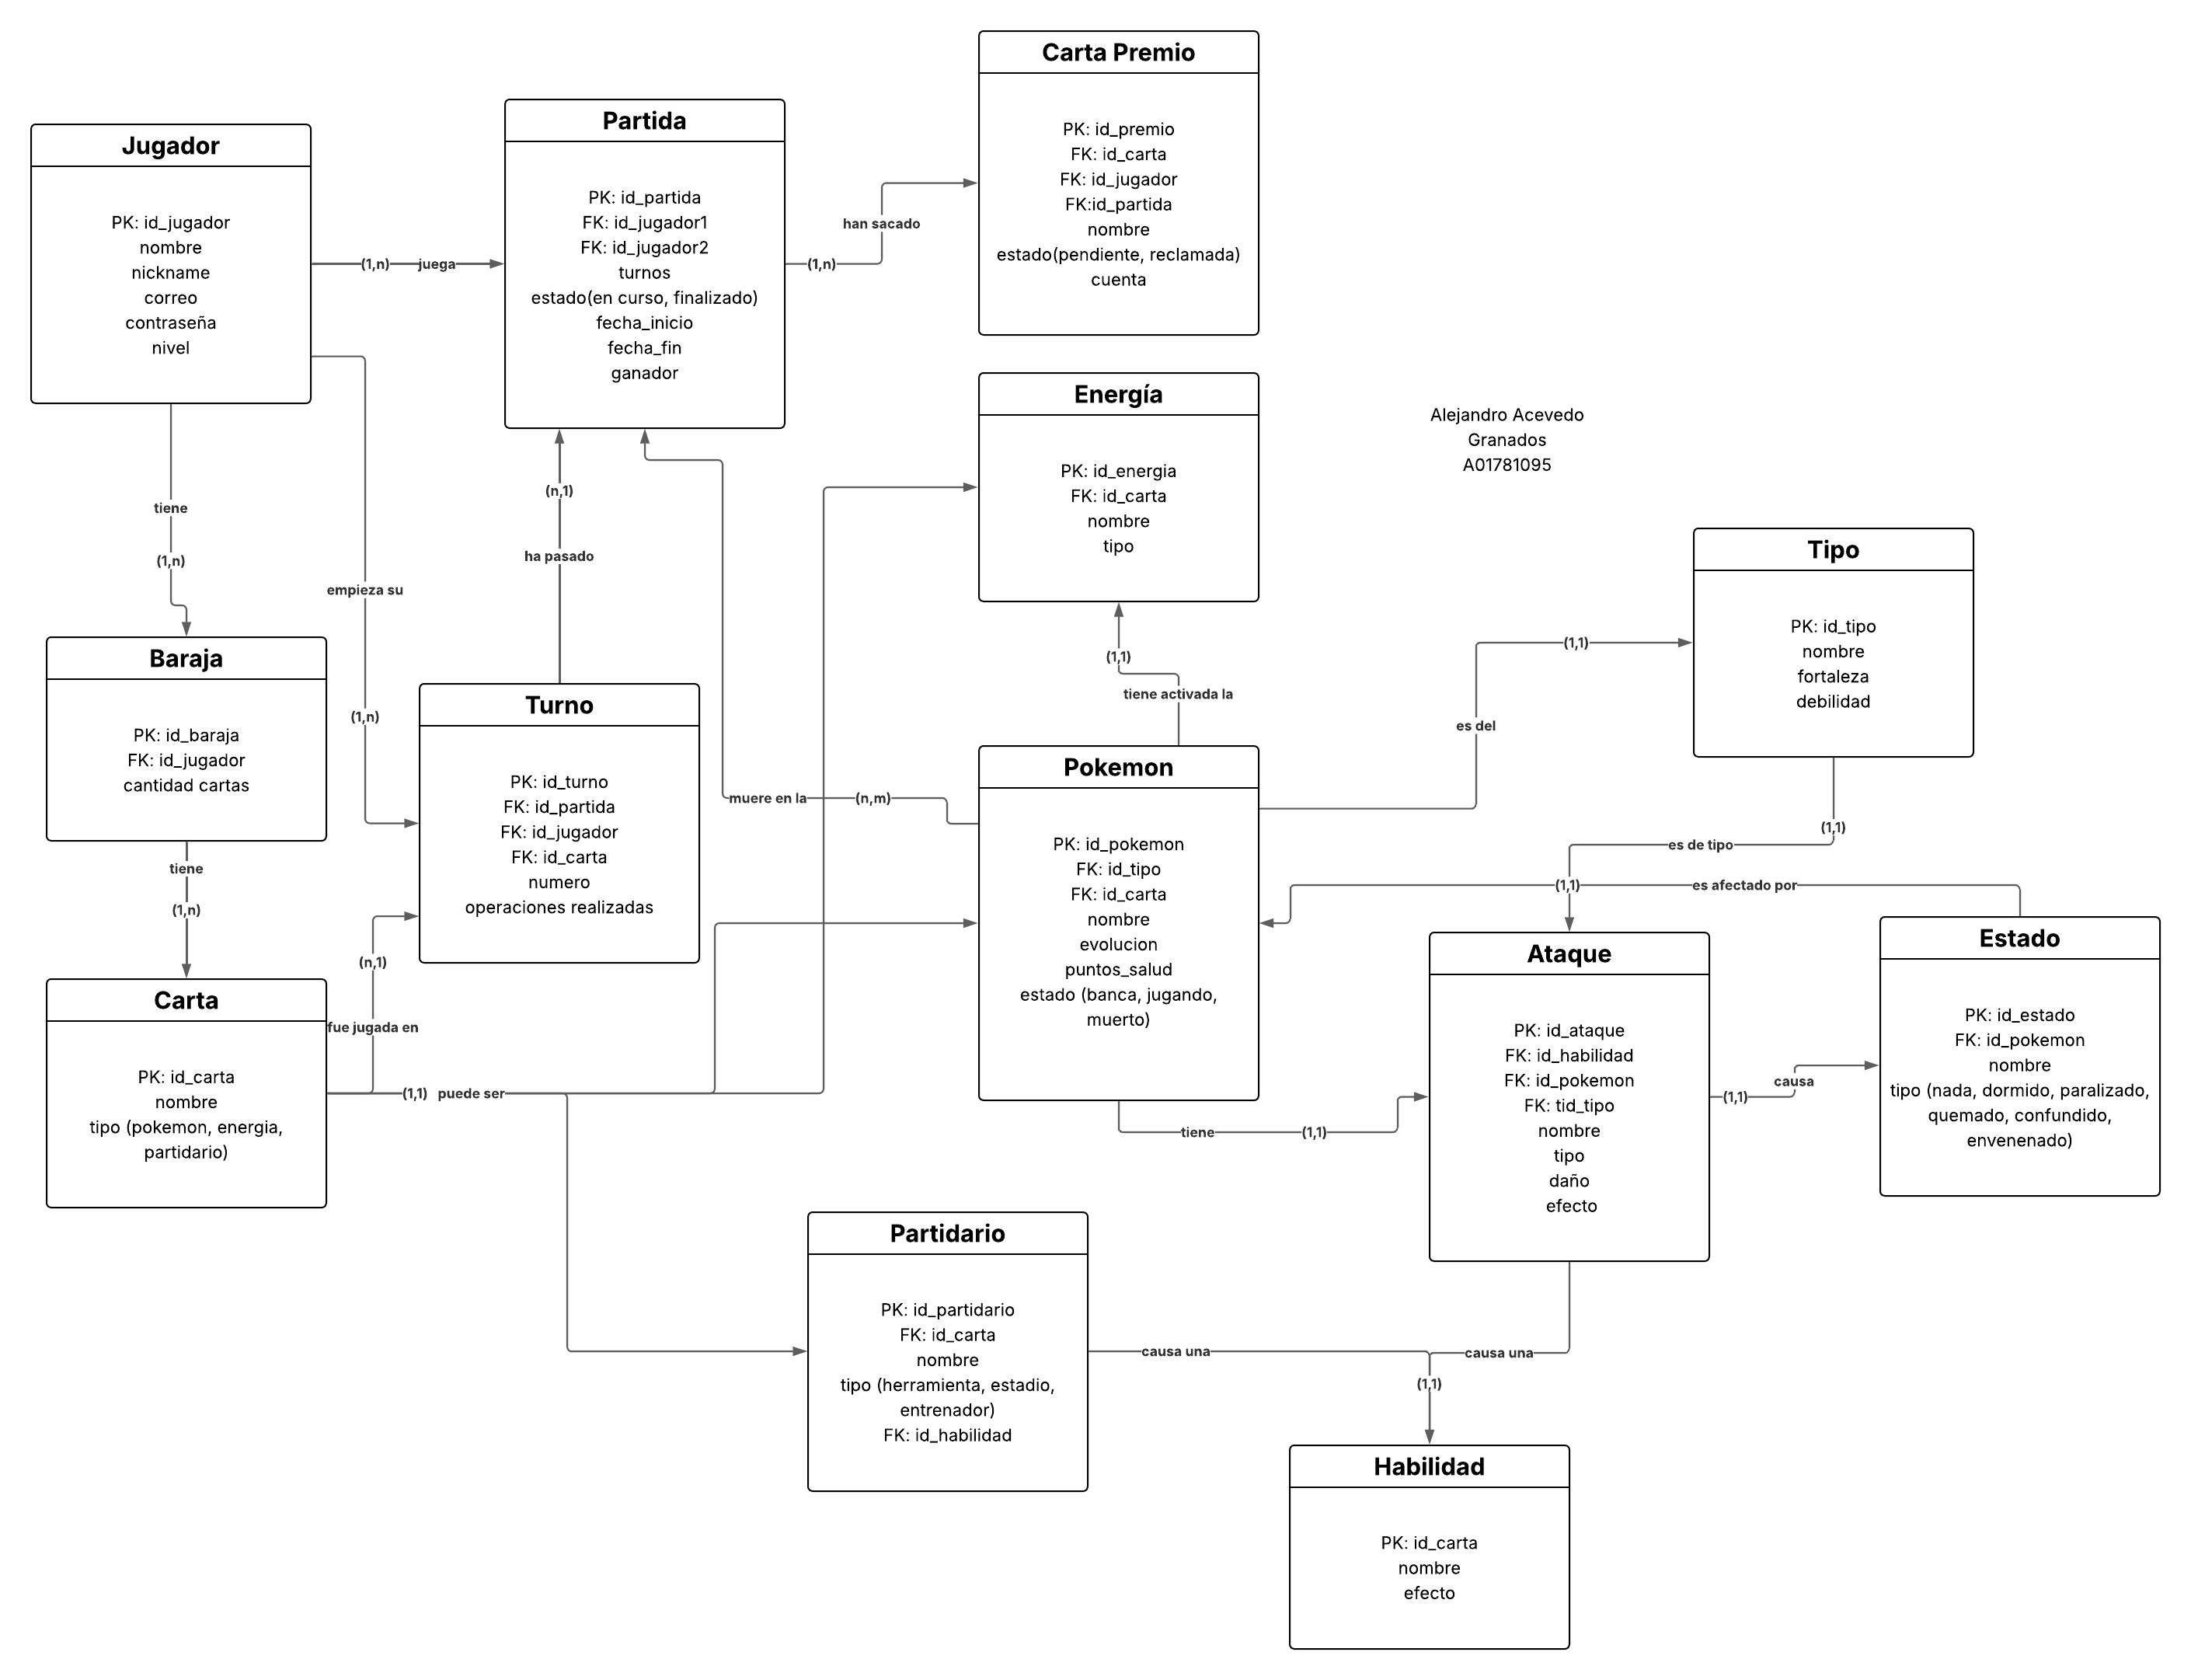 Carta Premio
PK: id_premio
FK: id_carta
FK: id_jugador
FK:id_partida
nombre
estado(pendiente, reclamada)
cuenta
Partida
PK: id_partida
FK: id_jugador1
FK: id_jugador2
turnos
estado(en curso, finalizado)
fecha_inicio
fecha_fin
ganador
Jugador
PK: id_jugador
nombre
nickname
correo
contraseña
nivel
(1,n)
juega
(1,n)
han sacado
Energía
PK: id_energia
FK: id_carta
nombre
tipo
Alejandro Acevedo
Granados
A01781095
(n,1)
ha pasado
tiene
(1,n)
empieza su
(1,n)
Tipo
PK: id_tipo
nombre
fortaleza
debilidad
(1,1)
tiene activada la
(1,1)
es del
Baraja
PK: id_baraja
FK: id_jugador
cantidad cartas
Turno
PK: id_turno
FK: id_partida
FK: id_jugador
FK: id_carta
numero
operaciones realizadas
muere en la
(n,m)
Pokemon
PK: id_pokemon
FK: id_tipo
FK: id_carta
nombre
evolucion
puntos_salud
estado (banca, jugando,
muerto)
(1,1)
es de tipo
(1,1)
es afectado por
tiene
(1,n)
(n,1)
fue jugada en
Carta
PK: id_carta
nombre
tipo (pokemon, energia,
partidario)
(1,1)
puede ser
Ataque
PK: id_ataque
FK: id_habilidad
FK: id_pokemon
FK: tid_tipo
nombre
tipo
daño
efecto
Estado
PK: id_estado
FK: id_pokemon
nombre
tipo (nada, dormido, paralizado,
quemado, confundido,
envenenado)
causa
(1,1)
tiene
(1,1)
Partidario
PK: id_partidario
FK: id_carta
nombre
tipo (herramienta, estadio,
entrenador)
FK: id_habilidad
causa una
causa una
(1,1)
Habilidad
PK: id_carta
nombre
efecto